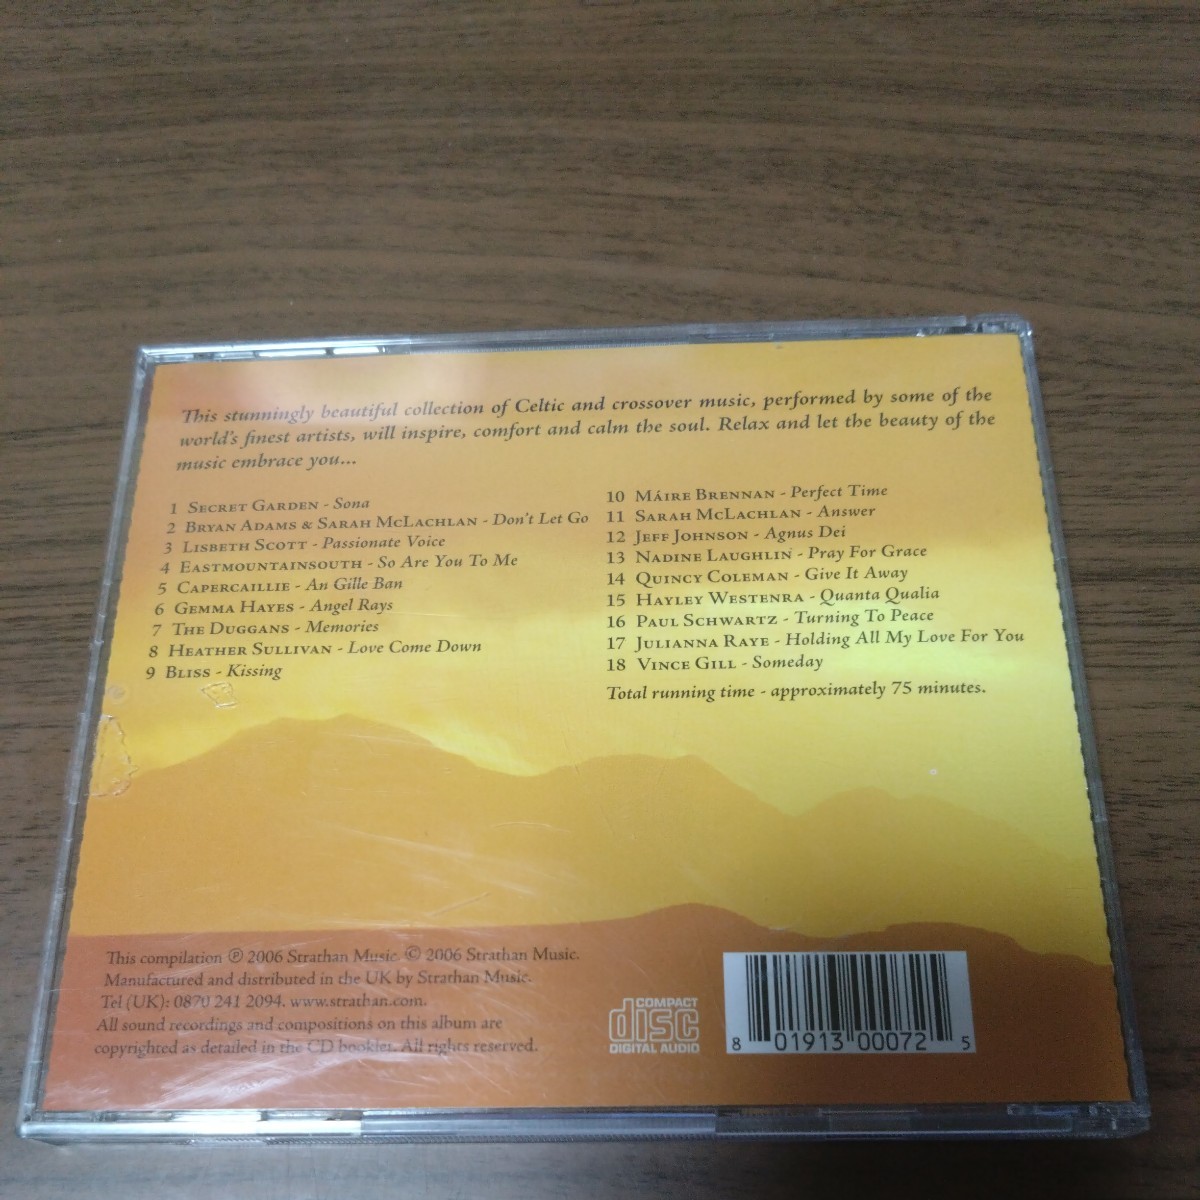 This stunningly beautiful collection of Celtic and crossover music, performed by some of the
world's finest artists, will inspire, comfort and calm the soul. Relax and let the beauty of the
music embrace you...
1 Secret Garden - Sona
2 Bryan Adams & Sarah McLachlan - Don't Let Go
3 Lisbeth Scott - Passionate Voice
4 Eastmountainsouth - So Are You To Me
5 Capercaillie - An Gille Ban
6 Gemma Hayes - Angel Rays
7 The Duggans - Memories
8 Heather Sullivan - Love Come Down
9 Bliss - Kissing
10 Máire Brennan - Perfect Time
11 Sarah McLachlan - Answer
12 Jeff Johnson - Agnus Dei
13 Nadine Laughlin - Pray For Grace
14 Quincy Coleman - Give It Away
15 Hayley Westenra - Quanta Qualia
16 Paul Schwartz - Turning To Peace
17 Julianna Raye - Holding All My Love For You
18 Vince Gill - Someday
Total running time - approximately 75 minutes.
This compilation ℗ 2006 Strathan Music. © 2006 Strathan Music.
Manufactured and distributed in the UK by Strathan Music.
Tel (UK): 0870 241 2094. www.strathan.com.
All sound recordings and compositions on this album are
copyrighted as detailed in the CD booklet. All rights reserved.
COMPACT
disc
DIGITAL AUDIO
8 01913 00072 5